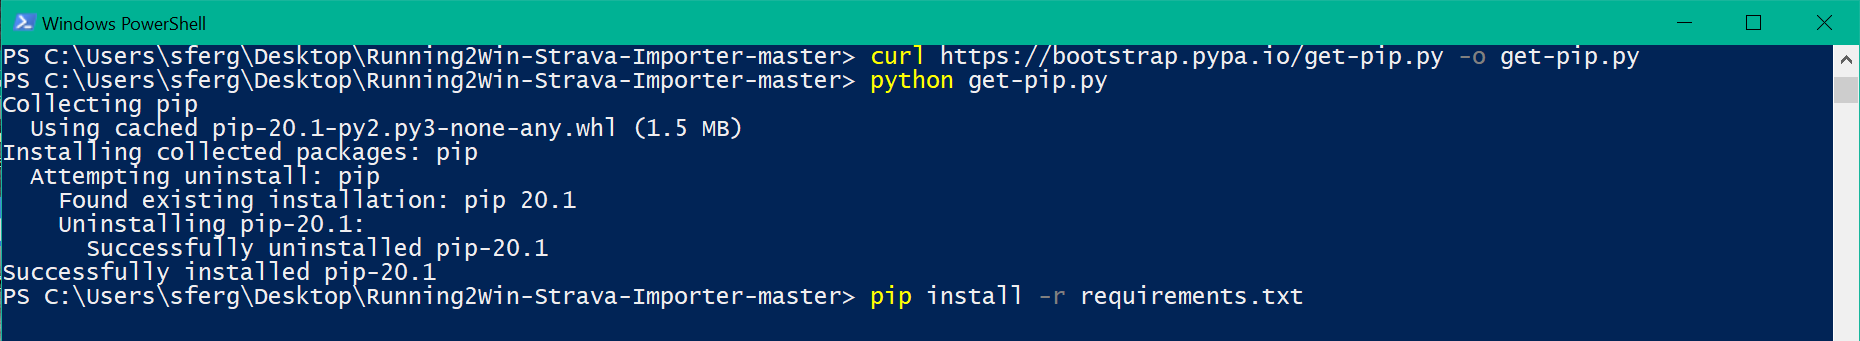 Windows PowerShell
PS C:\Users\sferg\Desktop\Running2Win-Strava-Importer-master> curl https://bootstrap.pypa.io/get-pip.py -o get-pip.py
PS C:\Users\sferg\Desktop\Running2Win-Strava-Importer-master> python get-pip.py
Collecting pip
  Using cached pip-20.1-py2.py3-none-any.whl (1.5 MB)
Installing collected packages: pip
  Attempting uninstall: pip
    Found existing installation: pip 20.1
    Uninstalling pip-20.1:
      Successfully uninstalled pip-20.1
Successfully installed pip-20.1
PS C:\Users\sferg\Desktop\Running2Win-Strava-Importer-master> pip install -r requirements.txt